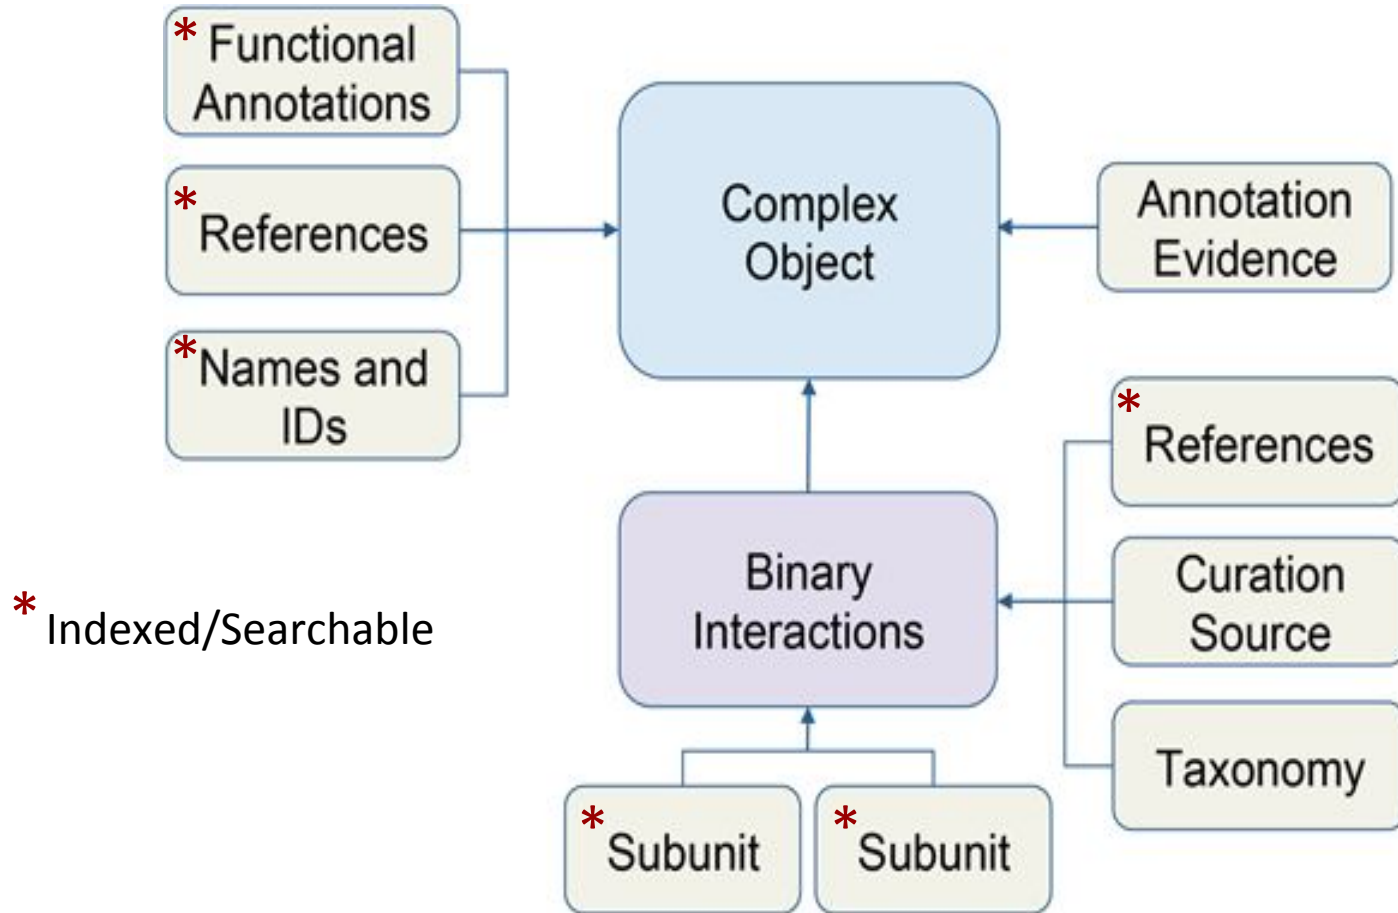 * Functional
Annotations
* References
* Names and
IDs
Complex
Object
Annotation
Evidence
* References
Curation
Source
Taxonomy
Binary
Interactions
* Subunit
* Subunit
* Indexed/Searchable